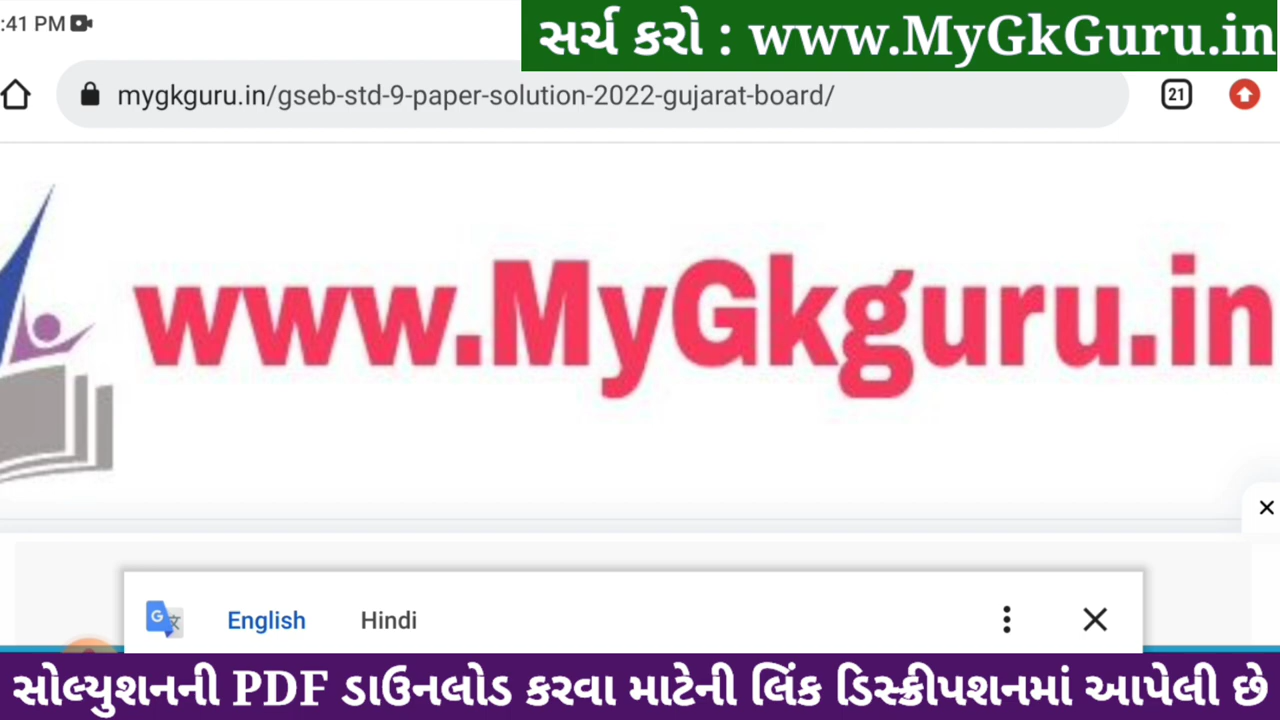 :41 PM
સર્ચ કરો : www.MyGkGuru.in
mygkguru.in/gseb-std-9-paper-solution-2022-gujarat-board/
21
www.MyGkguru.in
English Hindi
સોલ્યુશનની PDF ડાઉનલોડ કરવા માટેની લિંક ડિસ્ક્રીપશનમાં આપેલી છે